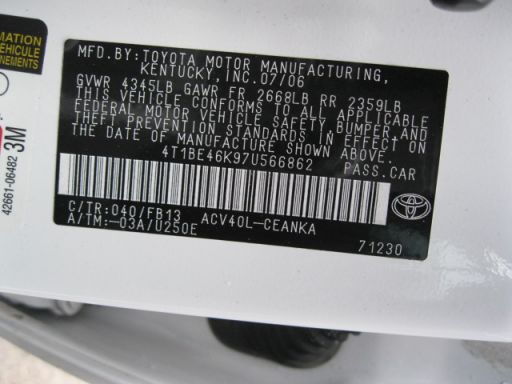 MATION
VEHICULE
NEMENTS
3M
42661-06482
MFD.BY:TOYOTA MOTOR MANUFACTURING,
KENTUCKY,INC.07/06
GVWR 4345LB GAWR FR 2668LB RR 2359LB
THIS VEHICLE CONFORMS TO ALL APPLICABLE
FEDERAL MOTOR VEHICLE SAFETY, BUMPER, AND
THEFT PREVENTION STANDARDS IN EFFECT ON
THE DATE OF MANUFACTURE SHOWN ABOVE.
4T1BE46K97U566862 PASS.CAR
C/TR:040/FB13 ACV40L-CEANKA
A/TM:-03A/U250E
71230